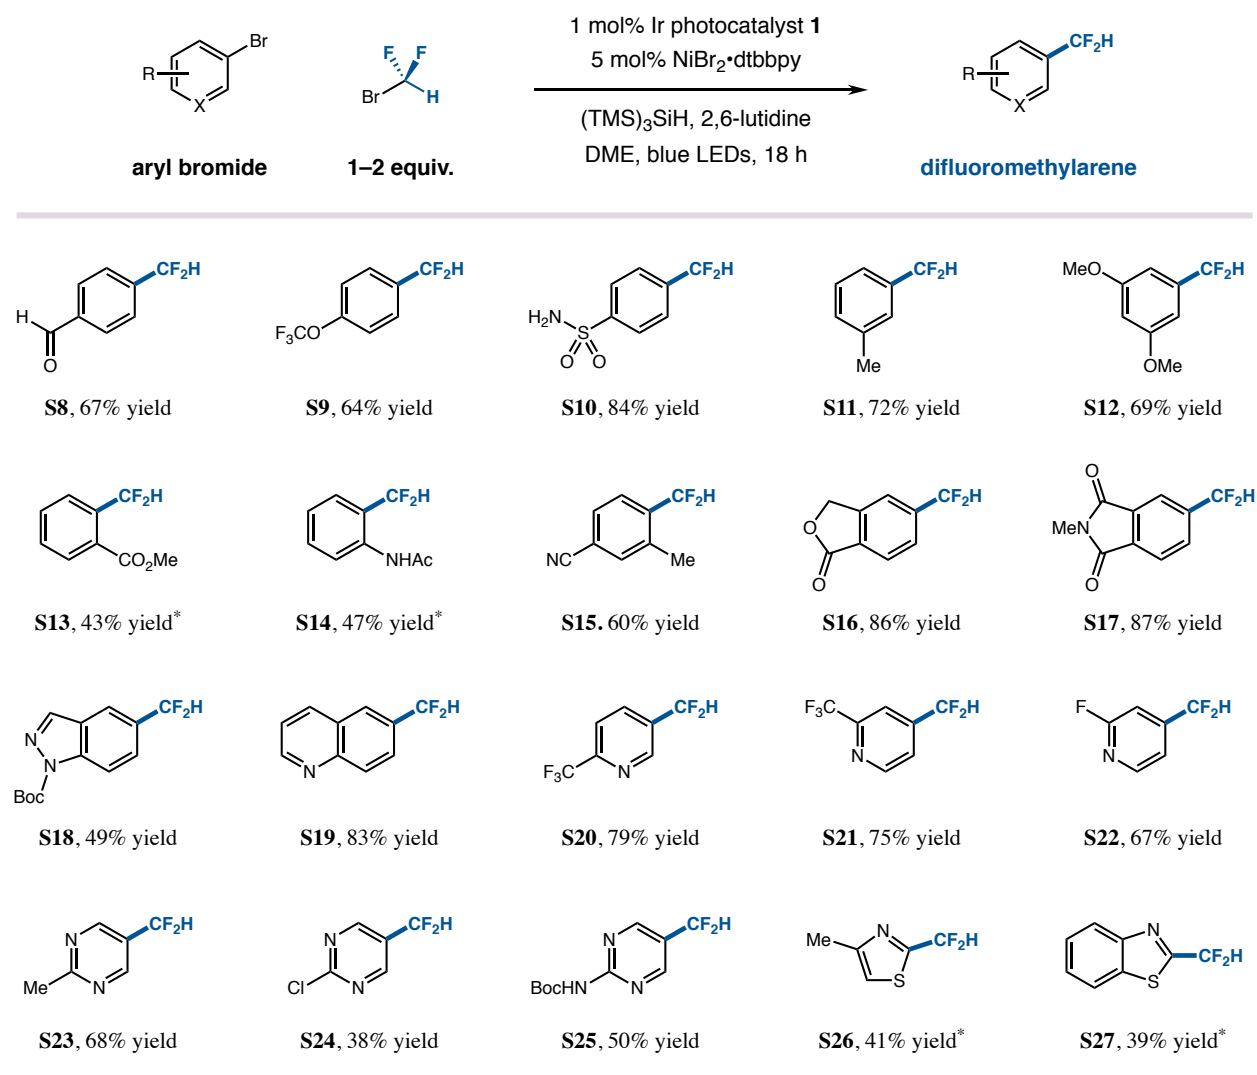 1 mol% Ir photocatalyst 1
5 mol% NiBr2•dtbbpy
(TMS)3SiH, 2,6-lutidine
DME, blue LEDs, 18 h
R
X
Br
F F
Br H
R
X
CF2H
aryl bromide
1–2 equiv.
difluoromethylarene
H
O
CF2H
F3CO
CF2H
H2N
S
O O
CF2H
CF2H
Me
MeO
CF2H
OMe
S8, 67% yield
S9, 64% yield
S10, 84% yield
S11, 72% yield
S12, 69% yield
CF2H
CO2Me
CF2H
NHAc
CF2H
NC
Me
O
O
CF2H
O
MeN
O
CF2H
S13, 43% yield*
S14, 47% yield*
S15. 60% yield
S16, 86% yield
S17, 87% yield
N
N
Boc
CF2H
N
CF2H
F3C
N
CF2H
F3C
N
CF2H
F
N
CF2H
S18, 49% yield
S19, 83% yield
S20, 79% yield
S21, 75% yield
S22, 67% yield
N
Me
N
CF2H
N
Cl
N
CF2H
N
BocHN
N
CF2H
Me
N
S
CF2H
N
S
CF2H
S23, 68% yield
S24, 38% yield
S25, 50% yield
S26, 41% yield*
S27, 39% yield*